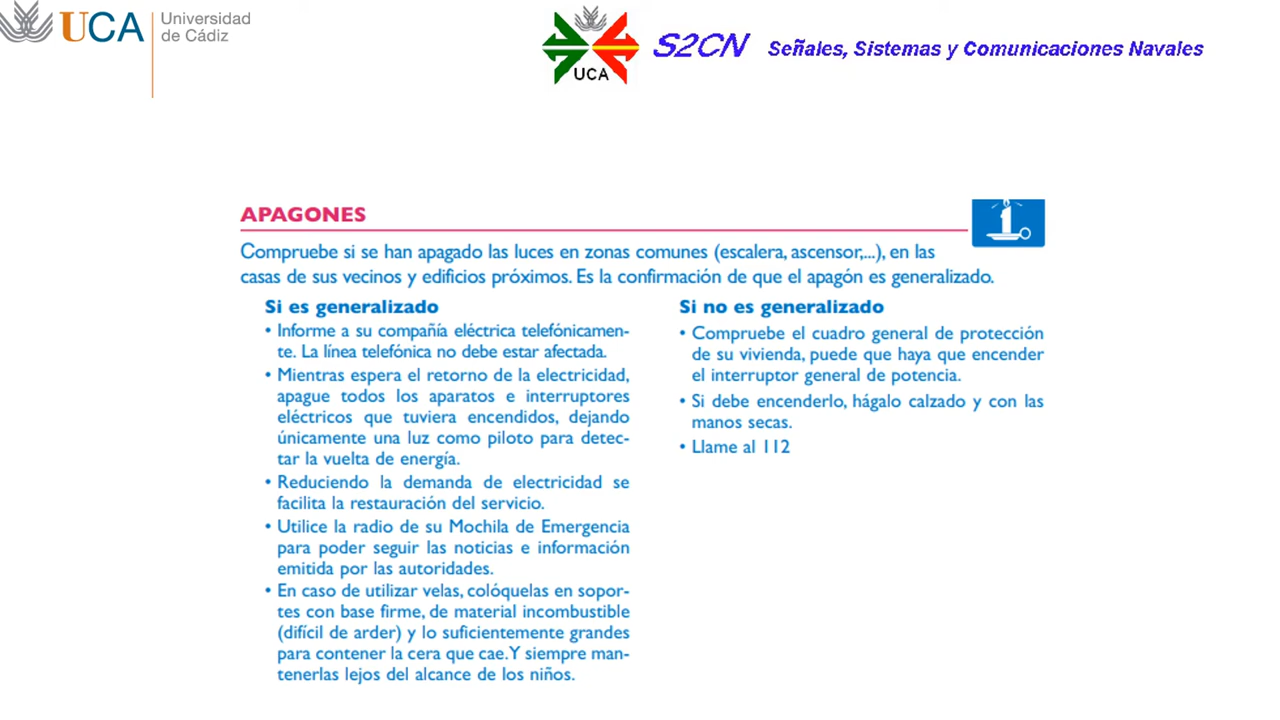 UCA
Universidad
de Cádiz
UCA
S2CN
Señales, Sistemas y Comunicaciones Navales
APAGONES
Compruebe si se han apagado las luces en zonas comunes (escalera, ascensor,...), en las
casas de sus vecinos y edificios próximos. Es la confirmación de que el apagón es generalizado.
Si es generalizado
• Informe a su compañía eléctrica telefónicamen-
te. La línea telefónica no debe estar afectada.
• Mientras espera el retorno de la electricidad,
apague todos los aparatos e interruptores
eléctricos que tuviera encendidos, dejando
únicamente una luz como piloto para detec-
tar la vuelta de energía.
• Reduciendo la demanda de electricidad se
facilita la restauración del servicio.
• Utilice la radio de su Mochila de Emergencia
para poder seguir las noticias e información
emitida por las autoridades.
• En caso de utilizar velas, colóquelas en sopor-
tes con base firme, de material incombustible
(difícil de arder) y lo suficientemente grandes
para contener la cera que cae. Y siempre man-
tenerlas lejos del alcance de los niños.
Si no es generalizado
• Compruebe el cuadro general de protección
de su vivienda, puede que haya que encender
el interruptor general de potencia.
• Si debe encenderlo, hágalo calzado y con las
manos secas.
• Llame al 112